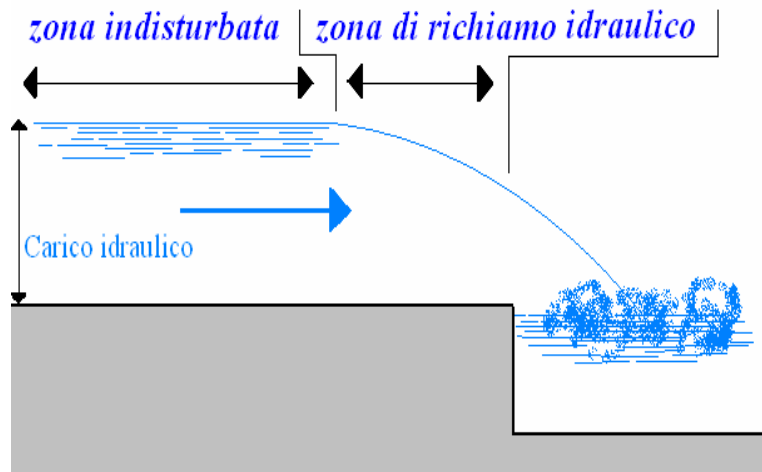 zona indisturbata
zona di richiamo idraulico
Carico idraulico